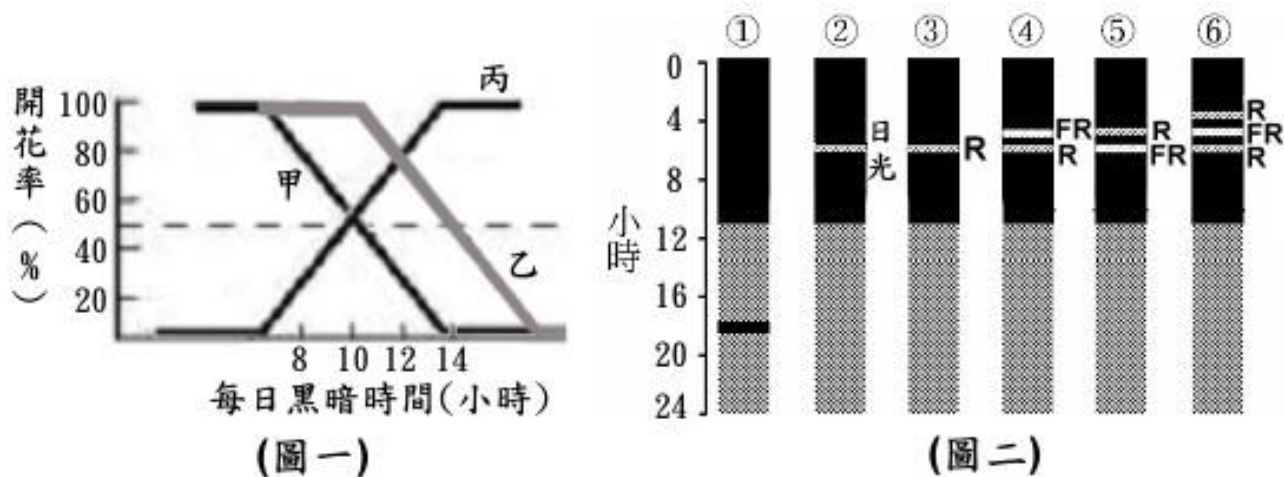 開花率(%)
100
80
60
40
20
甲
乙
丙
8 10 12 14
每日黑暗時間(小時)
(圖一)
① ② ③ ④ ⑤ ⑥
小時
0
4
8
12
16
20
24
日光
R
FR
R
R
FR
R
FR
R
(圖二)